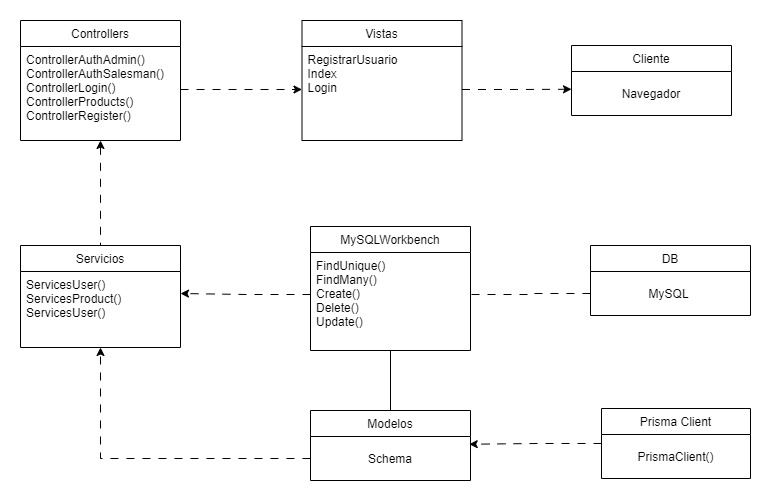 Controllers
ControllerAuthAdmin()
ControllerAuthSalesman()
ControllerLogin()
ControllerProducts()
ControllerRegister()
Vistas
RegistrarUsuario
Index
Login
Cliente
Navegador
Servicios
ServicesUser()
ServicesProduct()
ServicesUser()
MySQLWorkbench
FindUnique()
FindMany()
Create()
Delete()
Update()
DB
MySQL
Modelos
Schema
Prisma Client
PrismaClient()